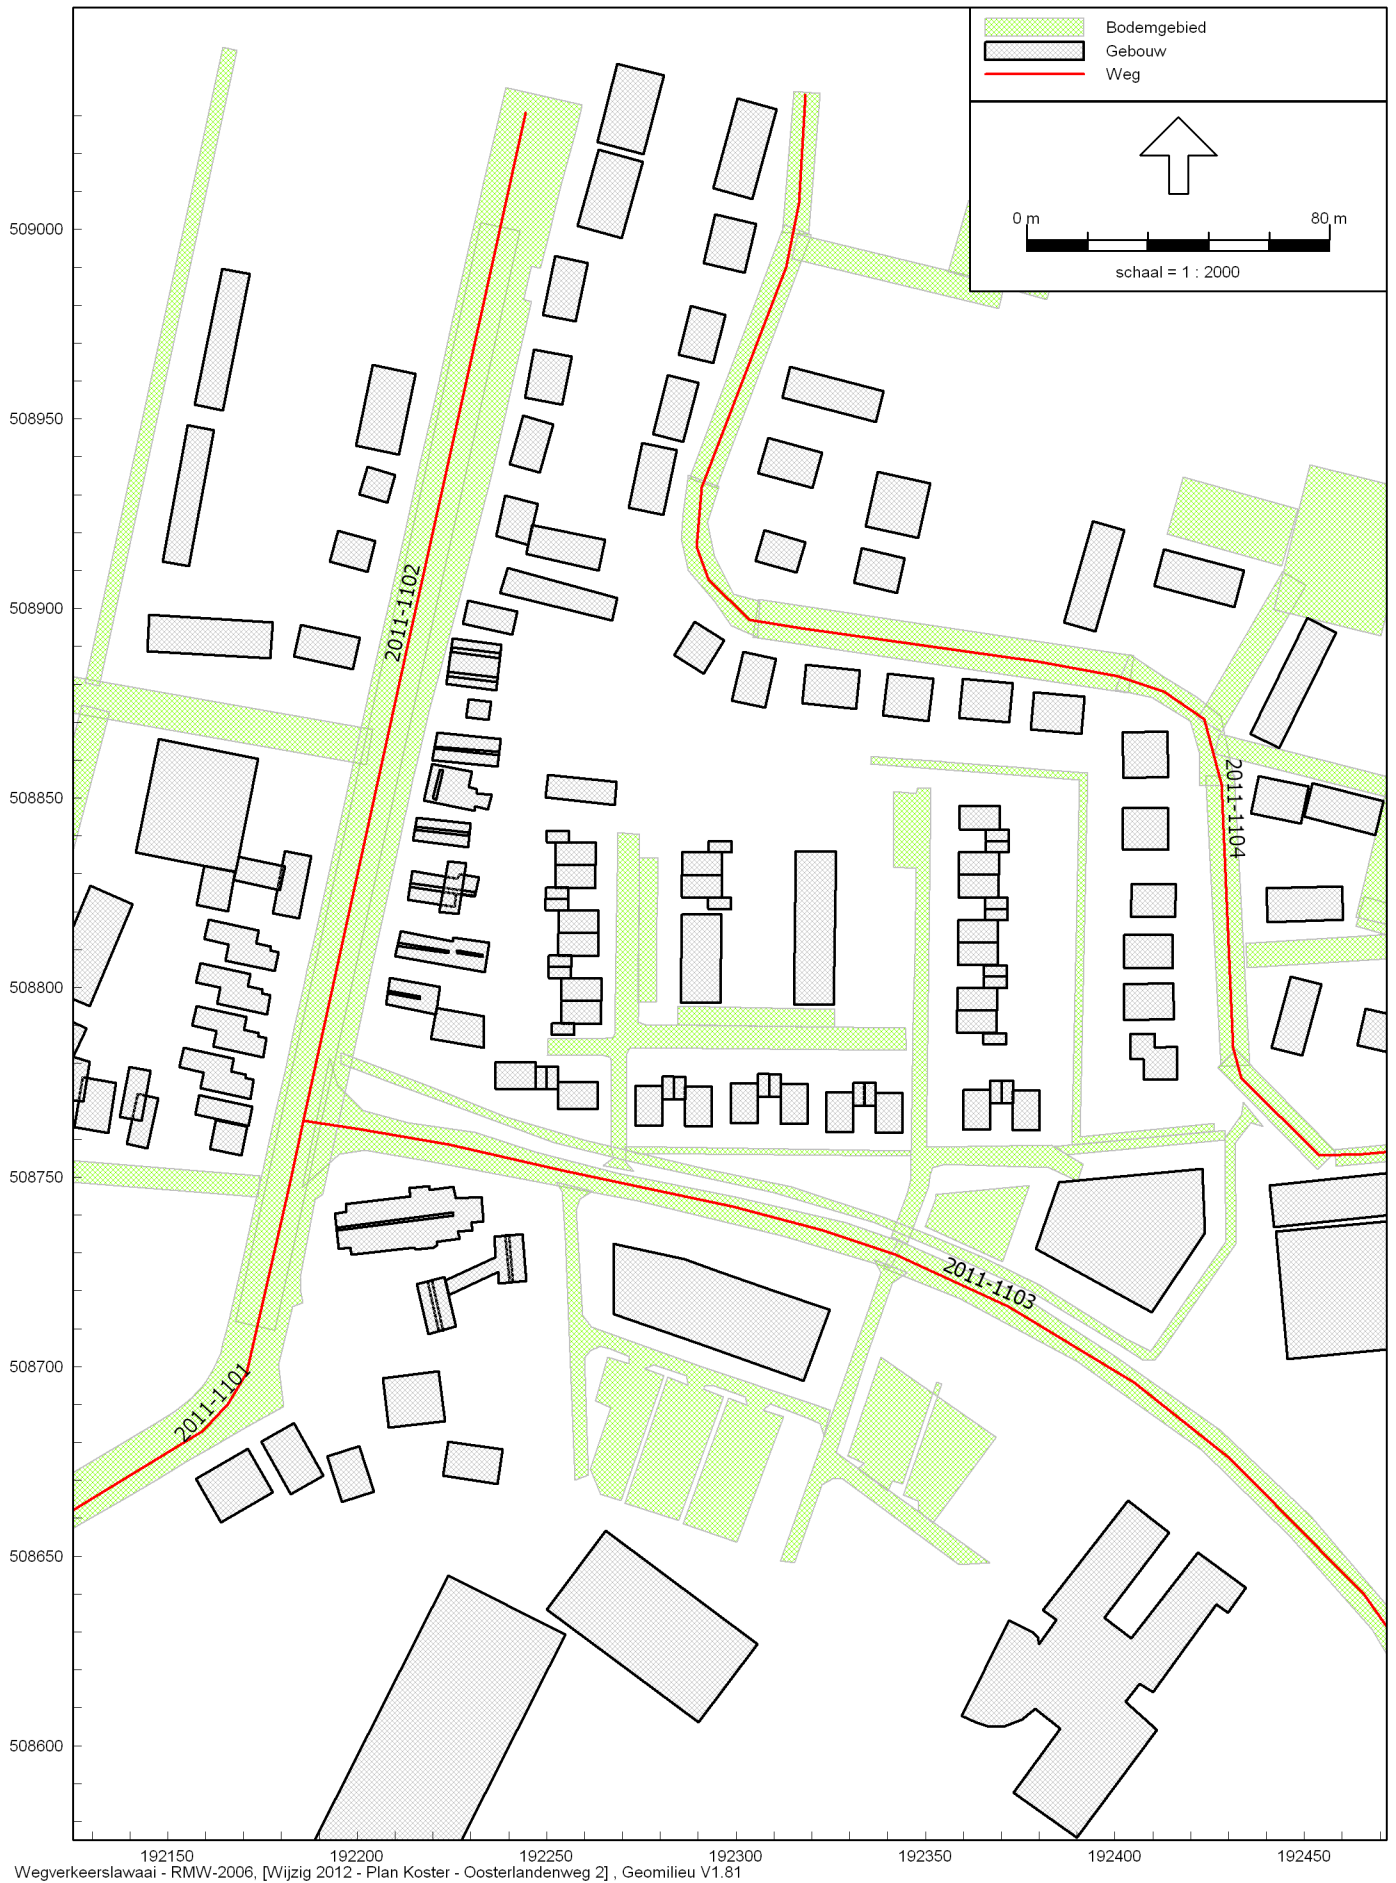 Bodemgebied
Gebouw
Weg
0 m 80 m
schaal = 1 : 2000
509000
508950
508900
508850
508800
508750
508700
508650
508600
2011-1102
2011-1104
2011-1103
2011-1101
192150 192200 192250 192300 192350 192400 192450
Wegverkeerslawaai - RMW-2006, [Wijzig 2012 - Plan Koster - Oosterlandenweg 2] , Geomilieu V1.81